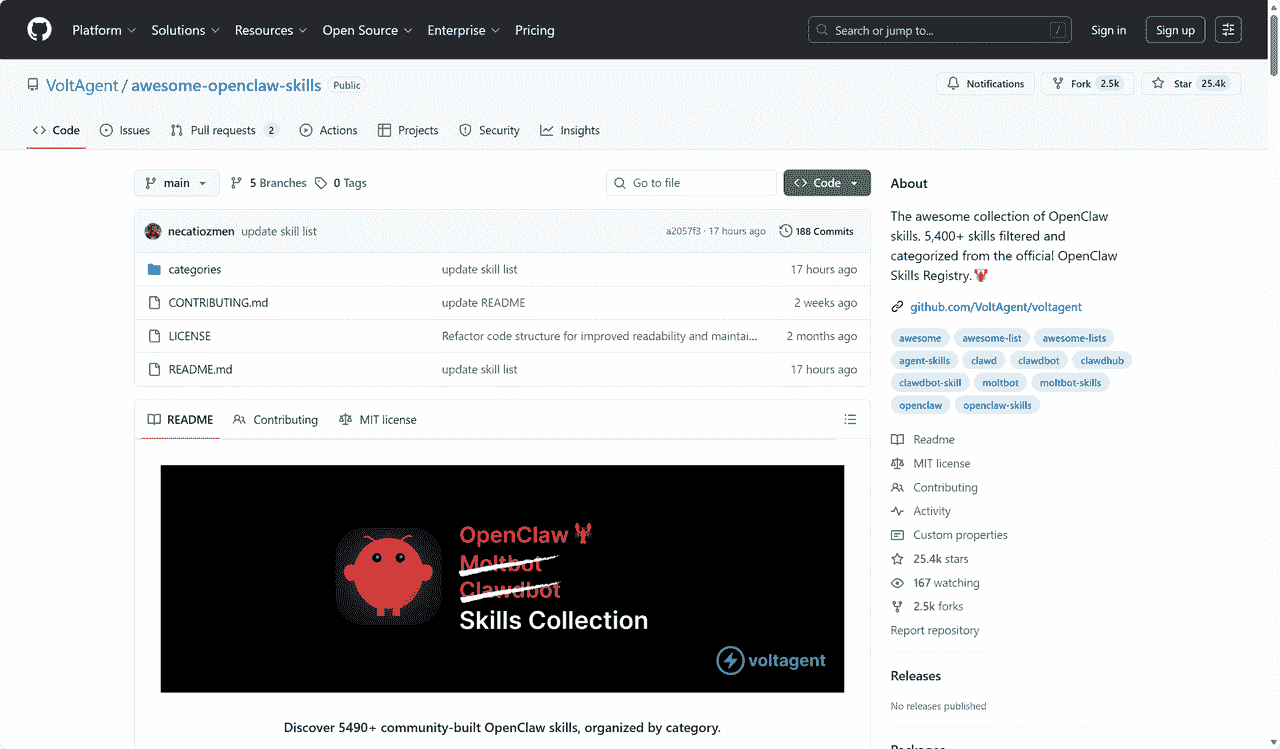 Platform Solutions Resources Open Source Enterprise Pricing Search or jump to... / Sign in Sign up
VoltAgent / awesome-openclaw-skills Public Notifications Fork 2.5k Star 25.4k
Code Issues Pull requests 2 Actions Projects Security Insights
main 5 Branches 0 Tags Go to file Code
necatiozmen update skill list a2057f3 · 17 hours ago 188 Commits
categories update skill list 17 hours ago
CONTRIBUTING.md update README 2 weeks ago
LICENSE Refactor code structure for improved readability and maintai... 2 months ago
README.md update skill list 17 hours ago
README Contributing MIT license
OpenClaw
Moltbot
Clawdbot
Skills Collection
voltagent
Discover 5490+ community-built OpenClaw skills, organized by category.
About
The awesome collection of OpenClaw
skills. 5,400+ skills filtered and
categorized from the official OpenClaw
Skills Registry.🦞
github.com/VoltAgent/voltagent
awesome awesome-list awesome-lists
agent-skills clawd clawdbot clawdhub
clawdbot-skill moltbot moltbot-skills
openclaw openclaw-skills
Readme
MIT license
Contributing
Activity
Custom properties
25.4k stars
167 watching
2.5k forks
Report repository
Releases
No releases published
Packages